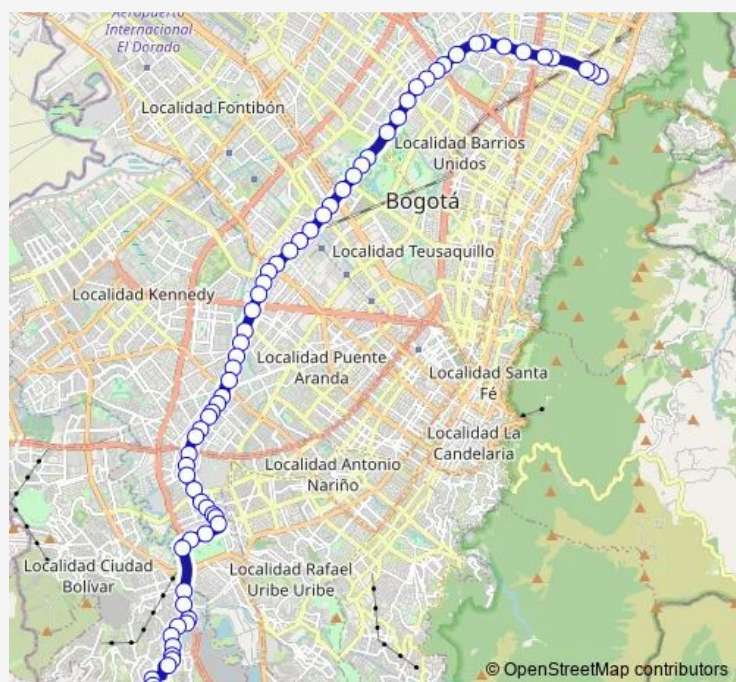 Aeropuerto
Internacional
El Dorado
Localidad Fontibón
Localidad Barrios
Unidos
Bogotá
Localidad Teusaquillo
Localidad Kennedy
Localidad Puente
Aranda
Localidad Santa
Fé
Localidad La
Candelaria
Localidad Antonio
Nariño
Localidad Ciudad
Bolívar
Localidad Rafael
Uribe Uribe
© OpenStreetMap contributors